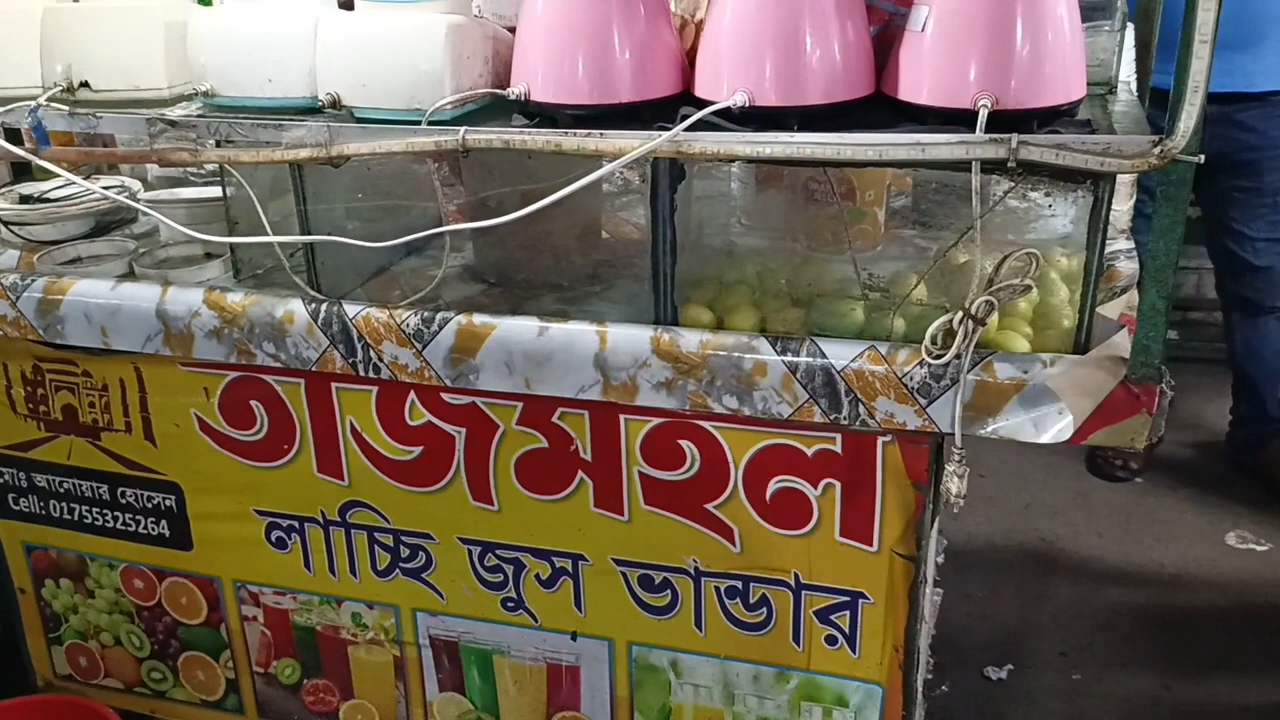 তাজমহল
মোঃ আনোয়ার হোসেন
Cell: 01755325264
লাচ্ছি জুস ভান্ডার